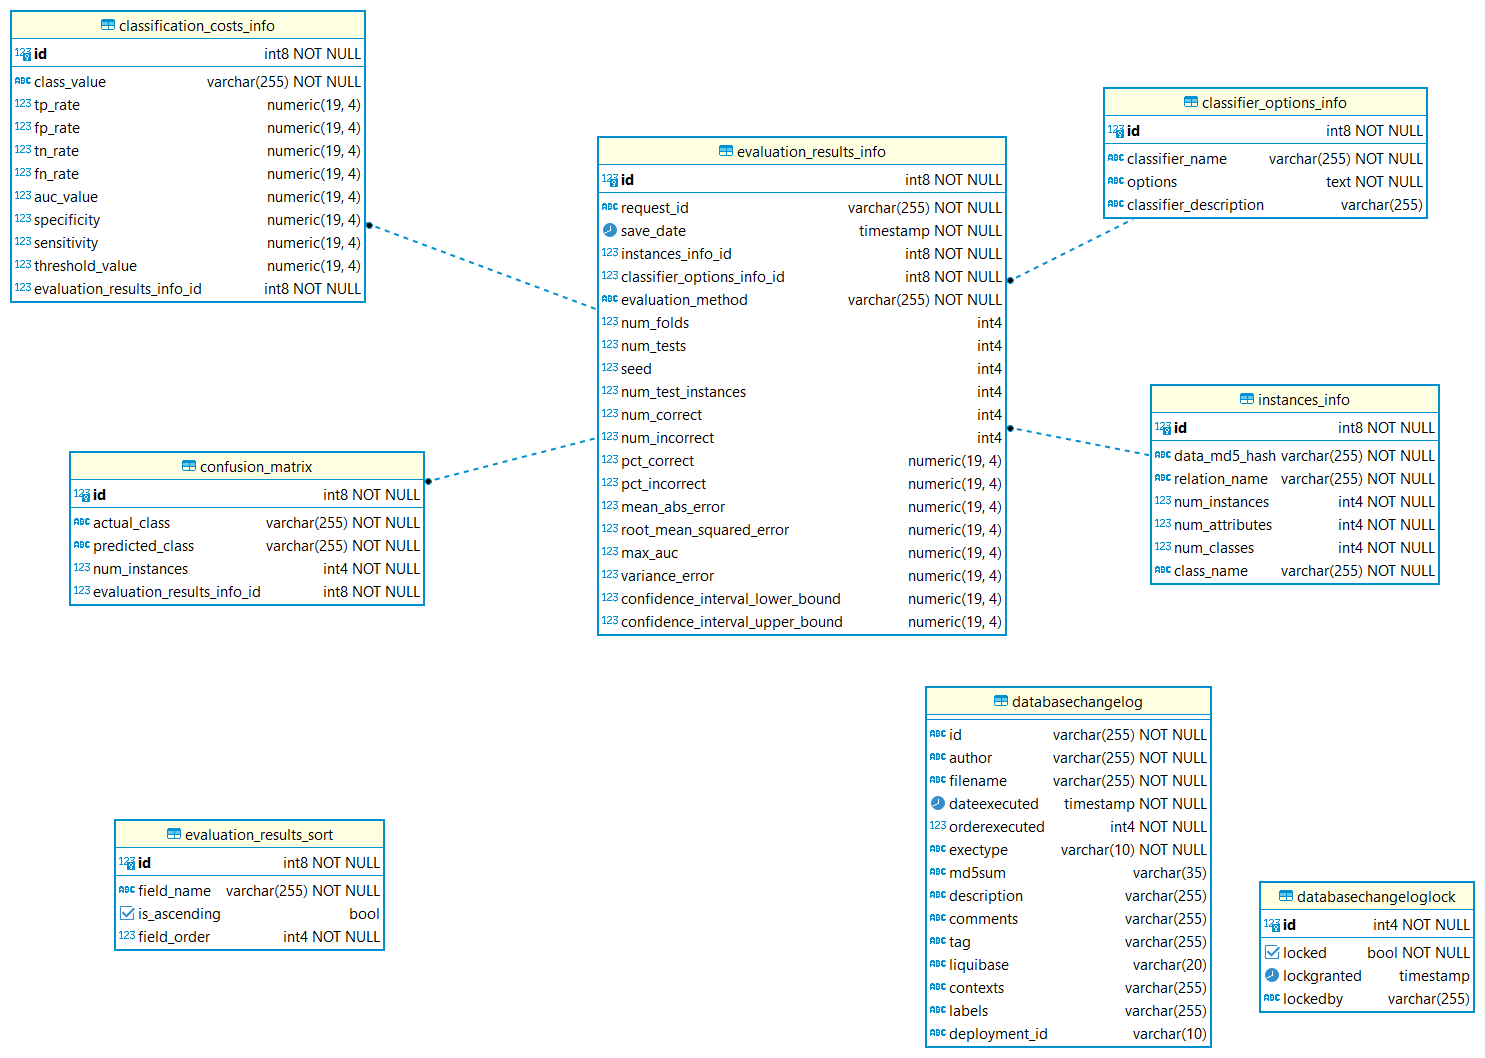 classification_costs_info
id int8 NOT NULL
class_value varchar(255) NOT NULL
tp_rate numeric(19, 4)
fp_rate numeric(19, 4)
tn_rate numeric(19, 4)
fn_rate numeric(19, 4)
auc_value numeric(19, 4)
specificity numeric(19, 4)
sensitivity numeric(19, 4)
threshold_value numeric(19, 4)
evaluation_results_info_id int8 NOT NULL
classifier_options_info
id int8 NOT NULL
classifier_name varchar(255) NOT NULL
options text NOT NULL
classifier_description varchar(255)
evaluation_results_info
id int8 NOT NULL
request_id varchar(255) NOT NULL
save_date timestamp NOT NULL
instances_info_id int8 NOT NULL
classifier_options_info_id int8 NOT NULL
evaluation_method varchar(255) NOT NULL
num_folds int4
num_tests int4
seed int4
num_test_instances int4
num_correct int4
num_incorrect int4
pct_correct numeric(19, 4)
pct_incorrect numeric(19, 4)
mean_abs_error numeric(19, 4)
root_mean_squared_error numeric(19, 4)
max_auc numeric(19, 4)
variance_error numeric(19, 4)
confidence_interval_lower_bound numeric(19, 4)
confidence_interval_upper_bound numeric(19, 4)
instances_info
id int8 NOT NULL
data_md5_hash varchar(255) NOT NULL
relation_name varchar(255) NOT NULL
num_instances int4 NOT NULL
num_attributes int4 NOT NULL
num_classes int4 NOT NULL
class_name varchar(255) NOT NULL
confusion_matrix
id int8 NOT NULL
actual_class varchar(255) NOT NULL
predicted_class varchar(255) NOT NULL
num_instances int4 NOT NULL
evaluation_results_info_id int8 NOT NULL
databasechangelog
id varchar(255) NOT NULL
author varchar(255) NOT NULL
filename varchar(255) NOT NULL
dateexecuted timestamp NOT NULL
orderexecuted int4 NOT NULL
exectype varchar(10) NOT NULL
md5sum varchar(35)
description varchar(255)
comments varchar(255)
tag varchar(255)
liquibase varchar(20)
contexts varchar(255)
labels varchar(255)
deployment_id varchar(10)
evaluation_results_sort
id int8 NOT NULL
field_name varchar(255) NOT NULL
is_ascending bool
field_order int4 NOT NULL
databasechangeloglock
id int4 NOT NULL
locked bool NOT NULL
lockgranted timestamp
lockedby varchar(255)